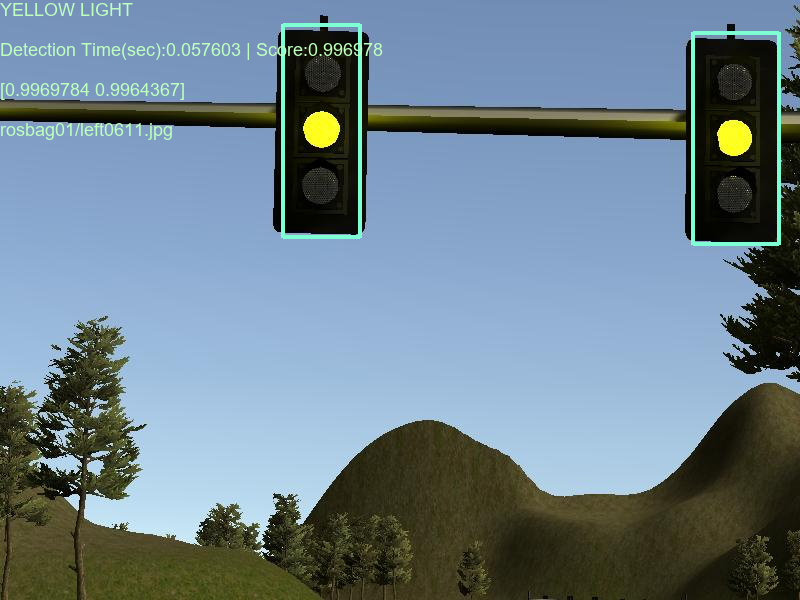 YELLOW LIGHT
Detection Time(sec):0.057603 | Score:0.996978
[0.9969784 0.9964367]
rosbag01/left0611.jpg